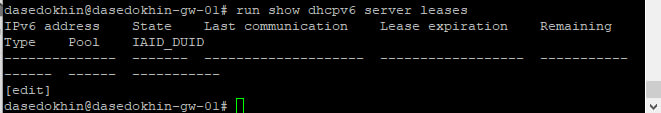 dasedokhin@dasedokhin-gw-01# run show dhcpv6 server leases
IPv6 address    State    Last communication    Lease expiration    Remaining
Type    Pool    IAID_DUID
--------------  -------  --------------------  ------------------  -----------
------  ------  -----------
[edit]
dasedokhin@dasedokhin-gw-01#